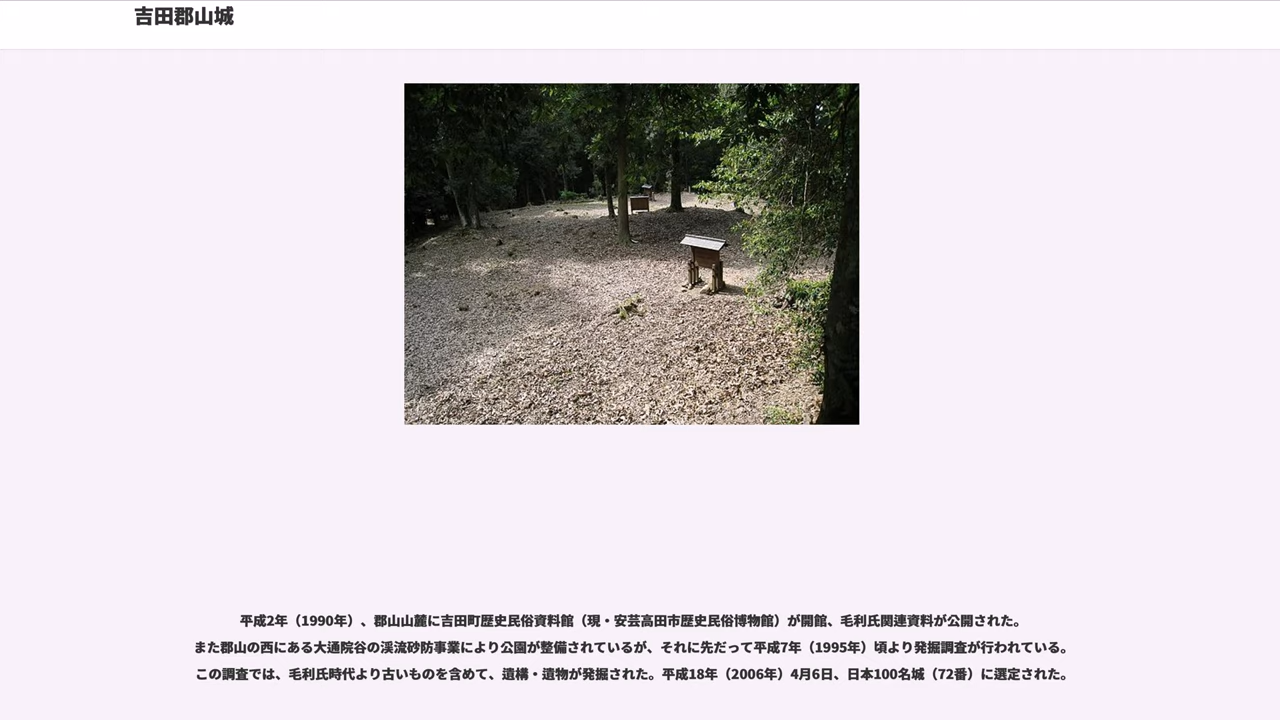 吉田郡山城
平成2年（1990年）、郡山山麓に吉田町歴史民俗資料館（現・安芸高田市歴史民俗博物館）が開館、毛利氏関連資料が公開された。
また郡山の西にある大通院谷の渓流砂防事業により公園が整備されているが、それに先だって平成7年（1995年）頃より発掘調査が行われている。
この調査では、毛利氏時代より古いものを含めて、遺構・遺物が発掘された。平成18年（2006年）4月6日、日本100名城（72番）に選定された。